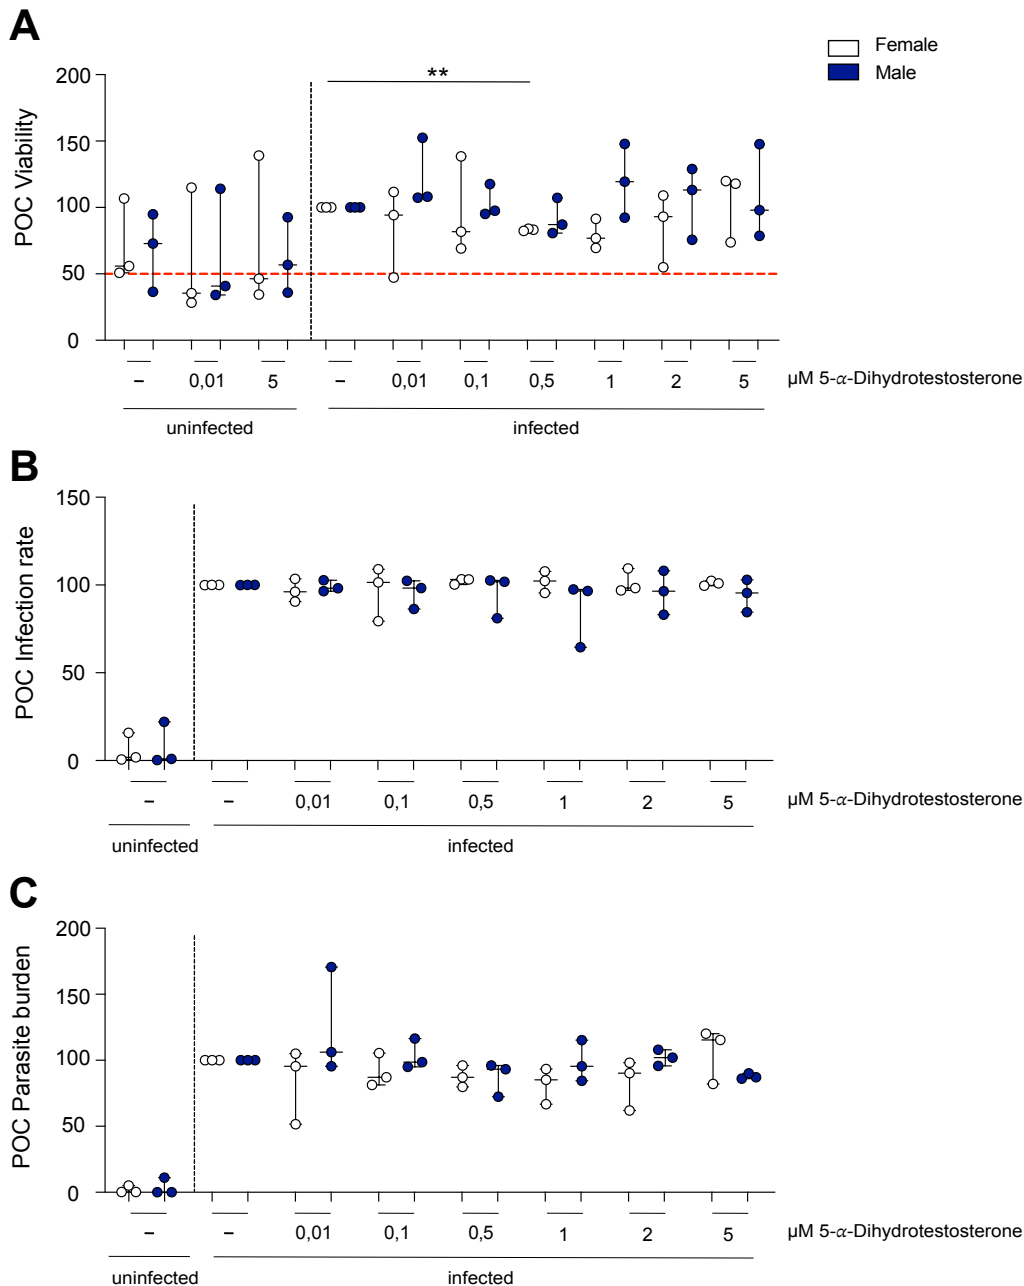 A
Female
Male
**
POC Viability
200
150
100
50
0
– 0,01 5 – 0,01 0,1 0,5 1 2 5 µM 5-α-Dihydrotestosterone
uninfected infected
B
POC Infection rate
150
100
50
0
– – 0,01 0,1 0,5 1 2 5 µM 5-α-Dihydrotestosterone
uninfected infected
C
POC Parasite burden
200
150
100
50
0
– – 0,01 0,1 0,5 1 2 5 µM 5-α-Dihydrotestosterone
uninfected infected